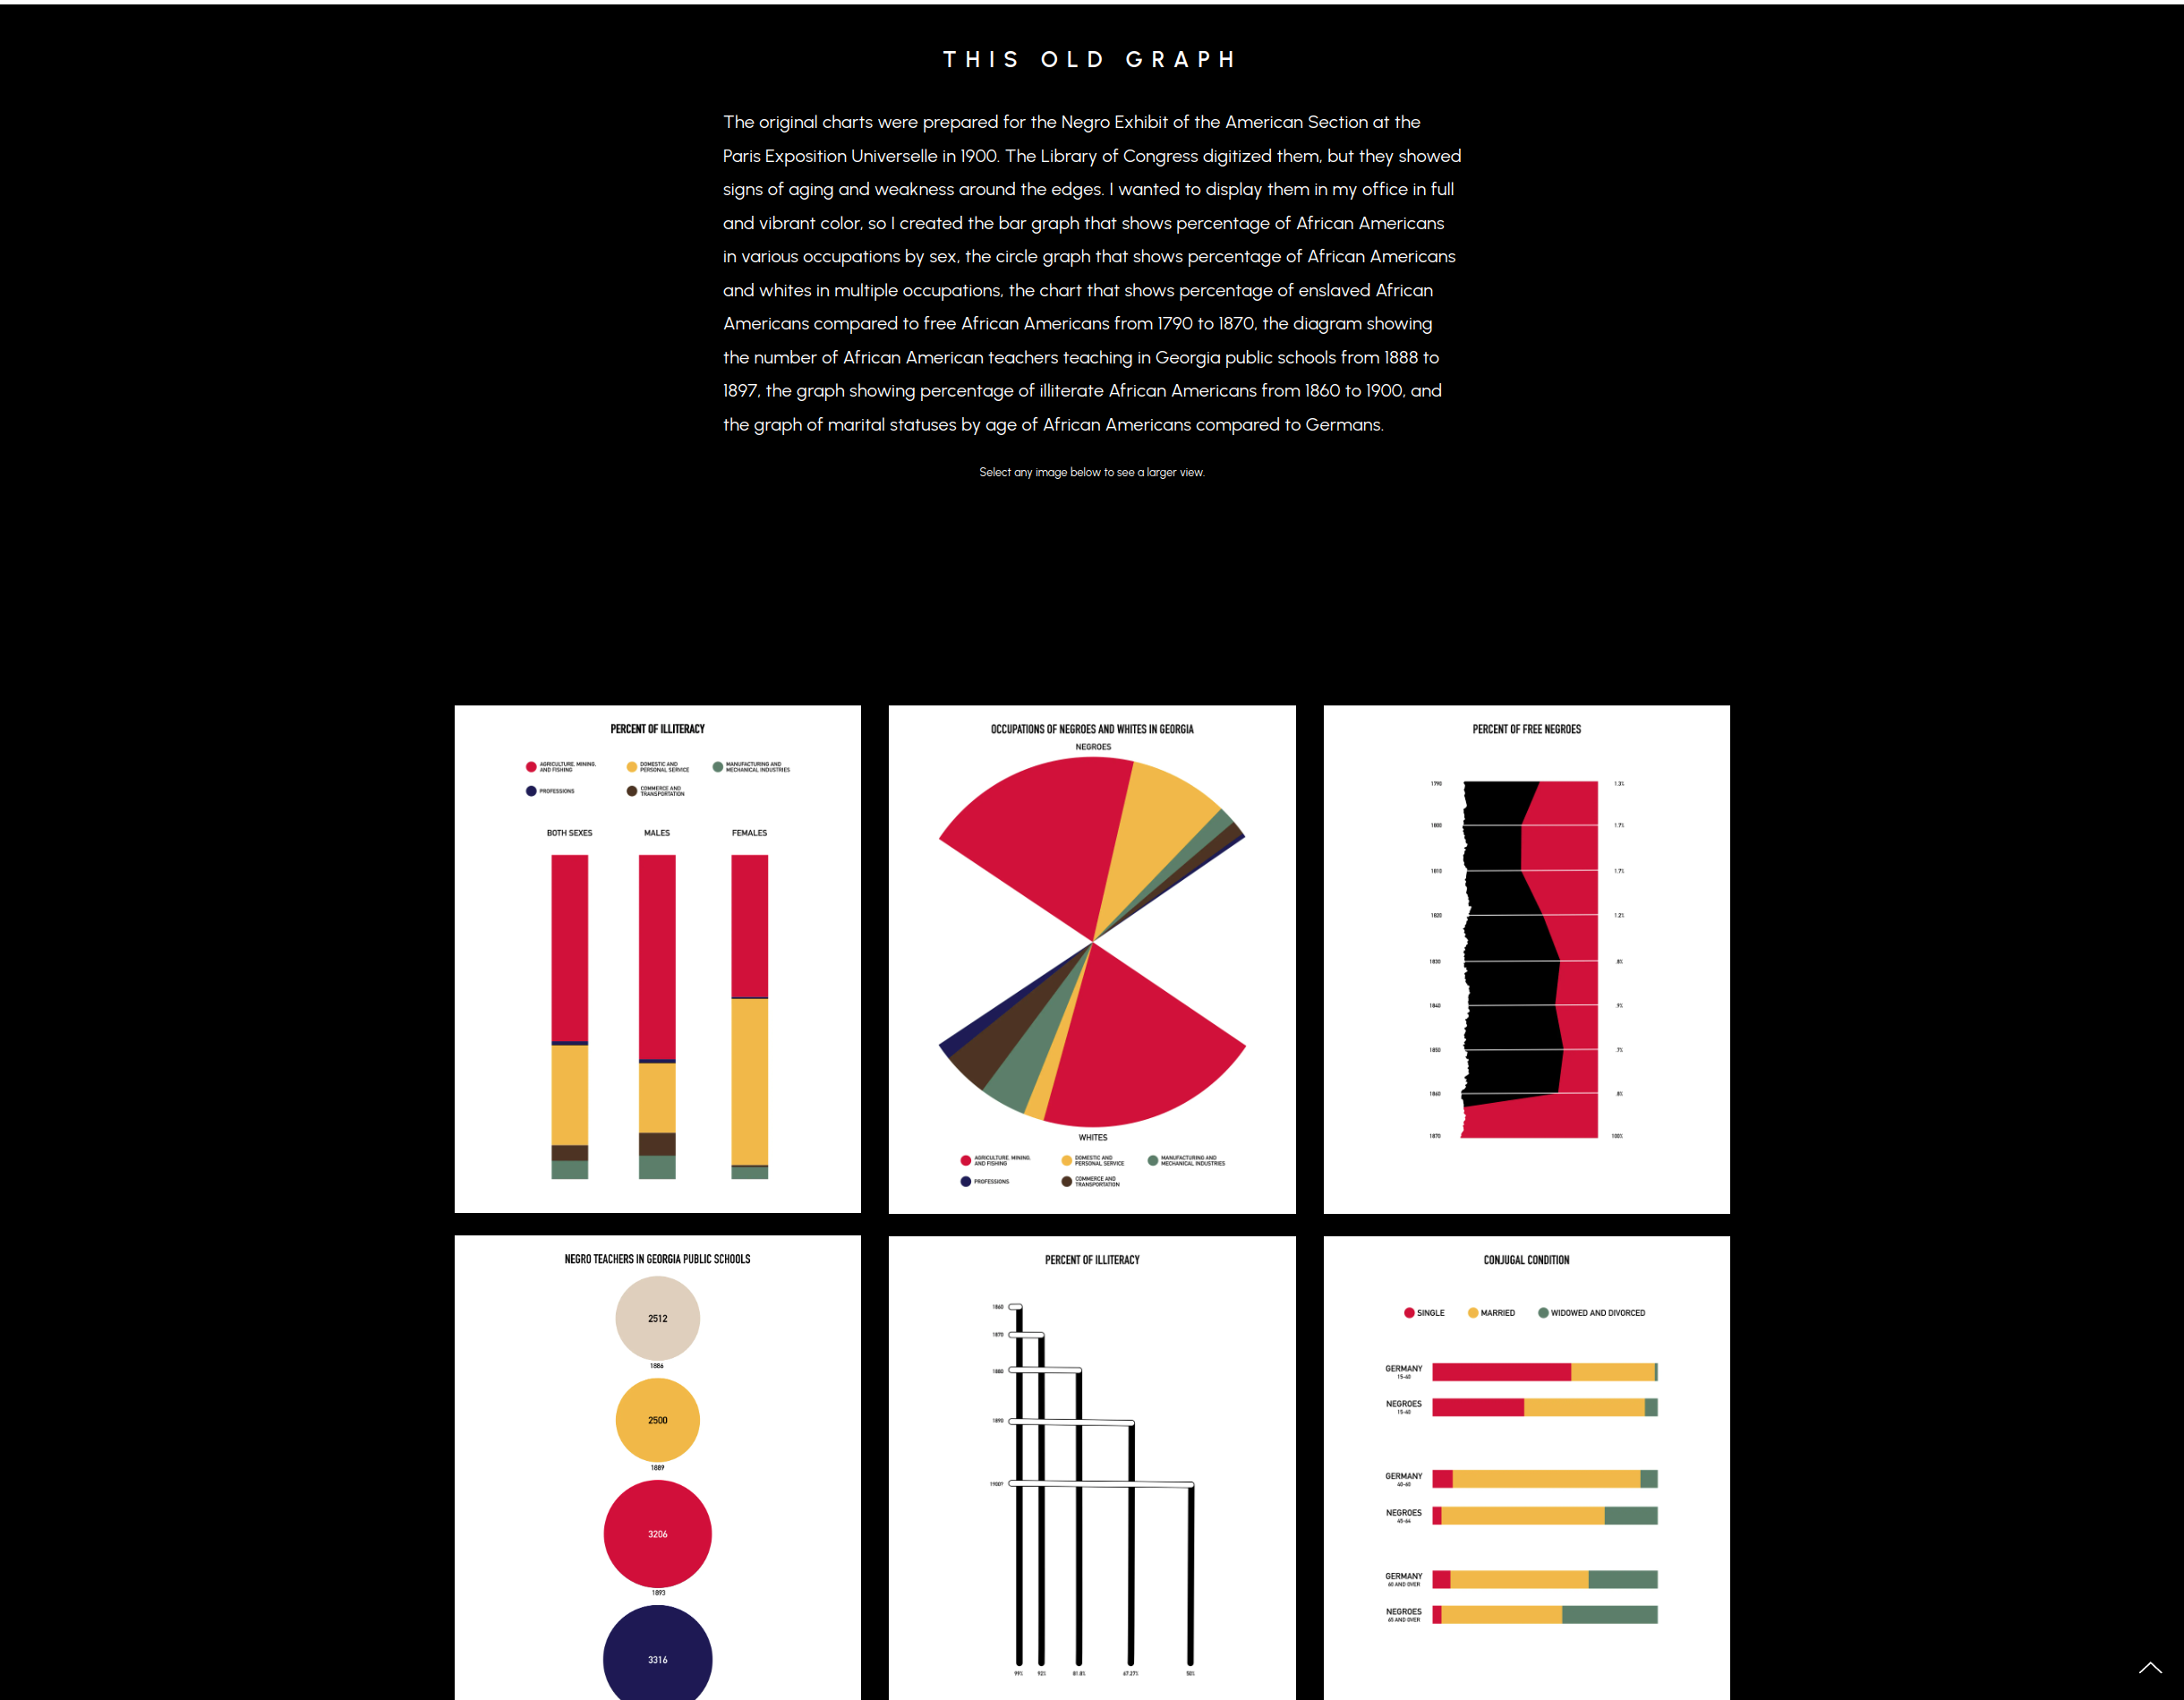 THIS OLD GRAPH
The original charts were prepared for the Negro Exhibit of the American Section at the
Paris Exposition Universelle in 1900. The Library of Congress digitized them, but they showed
signs of aging and weakness around the edges. I wanted to display them in my office in full
and vibrant color, so I created the bar graph that shows percentage of African Americans
in various occupations by sex, the circle graph that shows percentage of African Americans
and whites in multiple occupations, the chart that shows percentage of enslaved African
Americans compared to free African Americans from 1790 to 1870, the diagram showing
the number of African American teachers teaching in Georgia public schools from 1888 to
1897, the graph showing percentage of illiterate African Americans from 1860 to 1900, and
the graph of marital statuses by age of African Americans compared to Germans.
Select any image below to see a larger view.
PERCENT OF ILLITERACY
AGRICULTURE, MINING,
AND FISHING
DOMESTIC AND
PERSONAL SERVICE
MANUFACTURING AND
MECHANICAL INDUSTRIES
PROFESSIONS
COMMERCE AND
TRANSPORTATION
BOTH SEXES
MALES
FEMALES
OCCUPATIONS OF NEGROES AND WHITES IN GEORGIA
NEGROES
WHITES
AGRICULTURE, MINING,
AND FISHING
DOMESTIC AND
PERSONAL SERVICE
MANUFACTURING AND
MECHANICAL INDUSTRIES
PROFESSIONS
COMMERCE AND
TRANSPORTATION
PERCENT OF FREE NEGROES
1790 1.3%
1800 1.7%
1810 1.7%
1820 1.2%
1830 .8%
1840 .9%
1850 .7%
1860 .8%
1870 100%
NEGRO TEACHERS IN GEORGIA PUBLIC SCHOOLS
2512
1886
2500
1889
3206
1893
3316
PERCENT OF ILLITERACY
1860
1870
1880
1890
1900?
99% 92% 81.8% 67.27% 50%
CONJUGAL CONDITION
SINGLE MARRIED WIDOWED AND DIVORCED
GERMANY
15-40
NEGROES
15-40
GERMANY
40-60
NEGROES
45-64
GERMANY
60 AND OVER
NEGROES
65 AND OVER